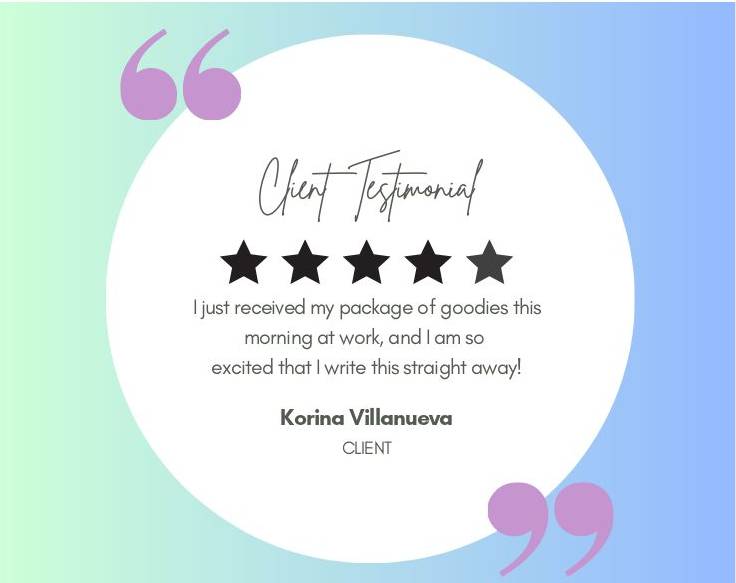 Client Testimonial
I just received my package of goodies this
morning at work, and I am so
excited that I write this straight away!
Korina Villanueva
CLIENT